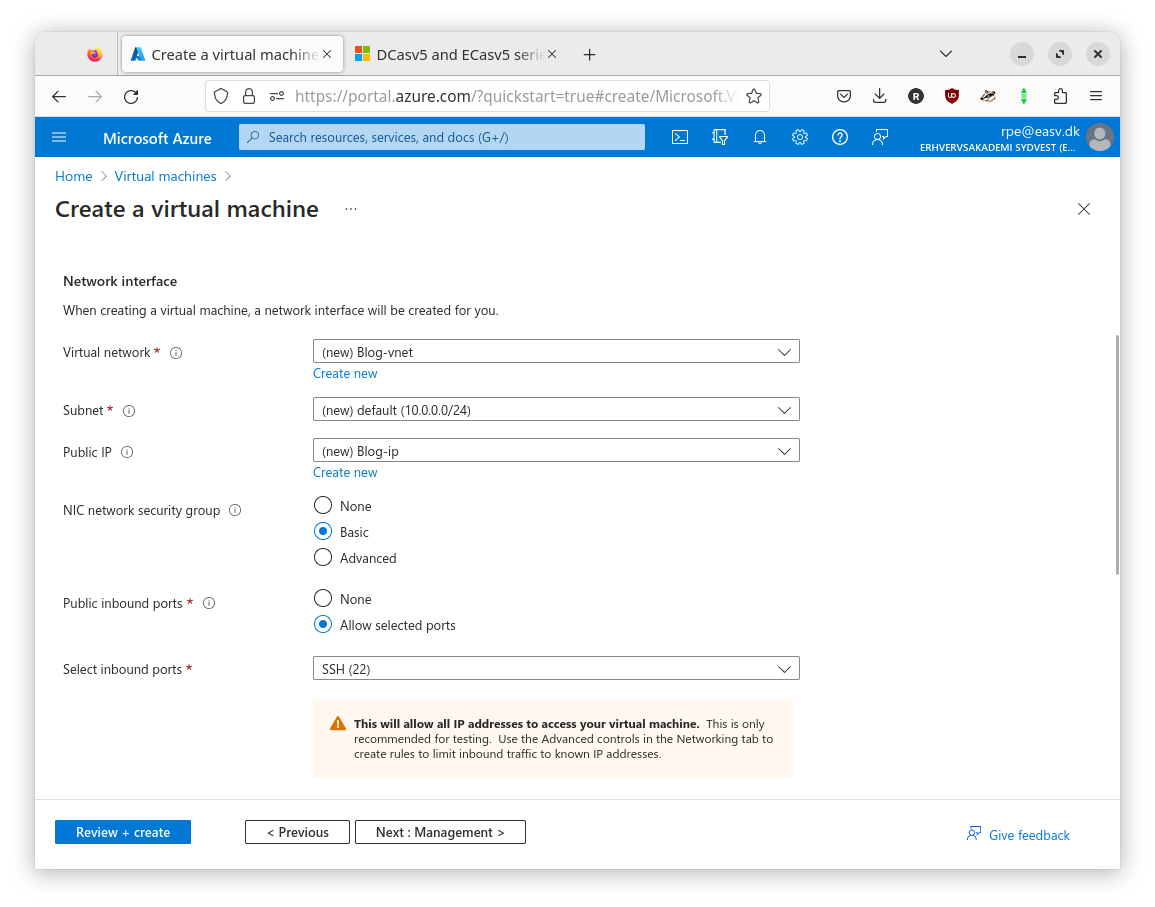 Create a virtual machine
DCasv5 and ECasv5 serie
https://portal.azure.com/?quickstart=true#create/Microsoft.V
Microsoft Azure
Search resources, services, and docs (G+/)
rpe@easv.dk
ERHVERVSAKADEMI SYDVEST (E...
Home > Virtual machines >
Create a virtual machine ...
Network interface
When creating a virtual machine, a network interface will be created for you.
Virtual network *
(new) Blog-vnet
Create new
Subnet *
(new) default (10.0.0.0/24)
Public IP
(new) Blog-ip
Create new
NIC network security group
None
Basic
Advanced
Public inbound ports *
None
Allow selected ports
Select inbound ports *
SSH (22)
This will allow all IP addresses to access your virtual machine. This is only
recommended for testing. Use the Advanced controls in the Networking tab to
create rules to limit inbound traffic to known IP addresses.
Review + create
< Previous
Next : Management >
Give feedback